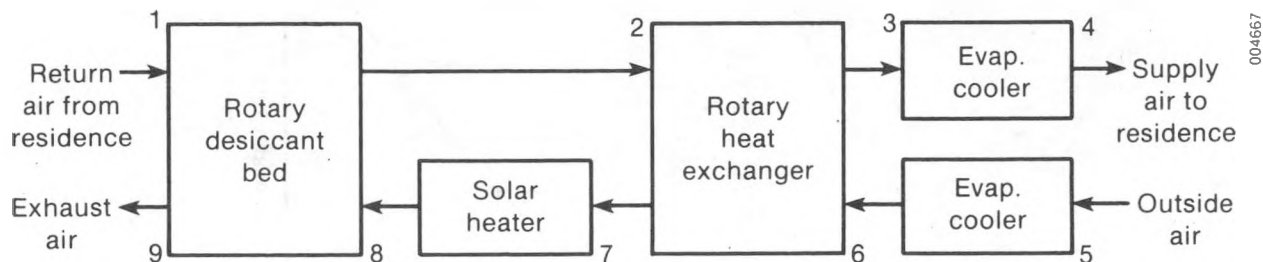 1
2
3
4
004667
Return
air from
residence
Rotary
desiccant
bed
Rotary
heat
exchanger
Evap.
cooler
Supply
air to
residence
Solar
heater
Evap.
cooler
Exhaust
air
Outside
air
9
8
7
6
5